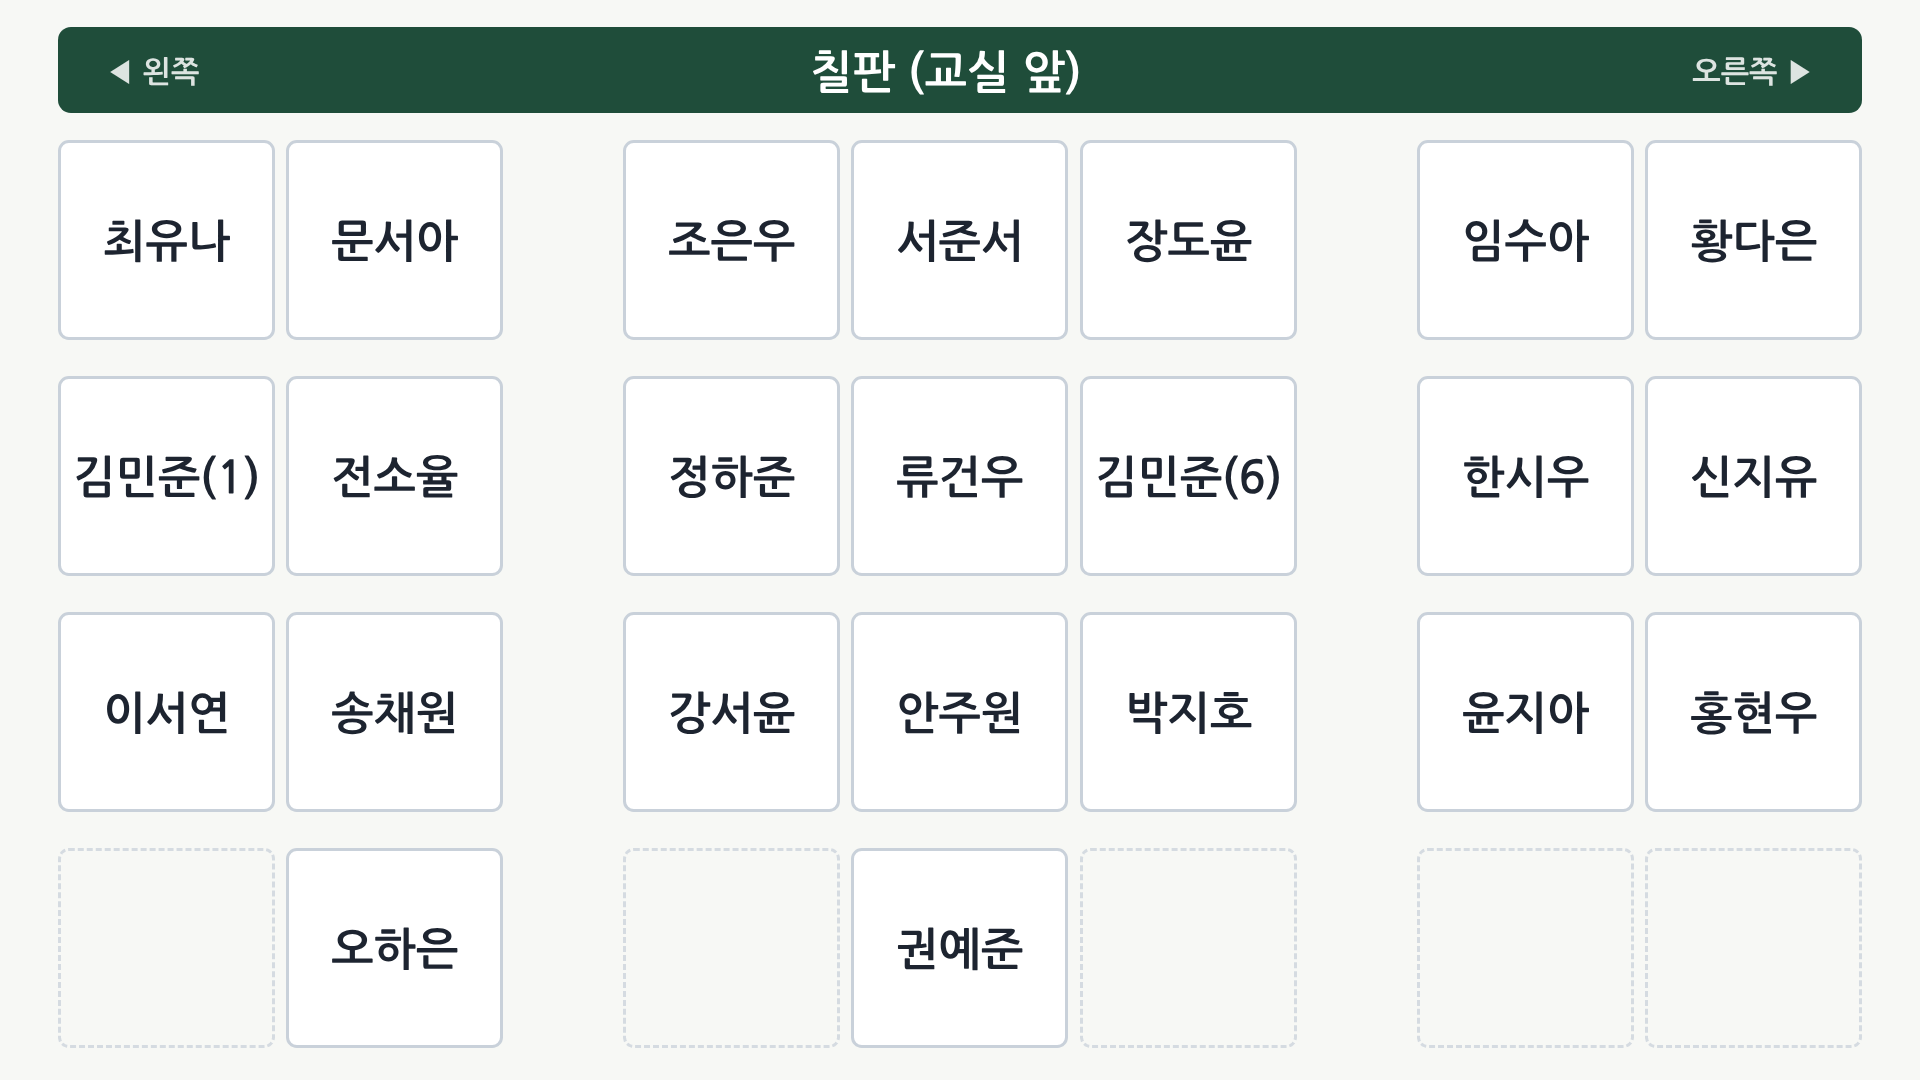 ◀ 왼쪽 칠판 (교실 앞) 오른쪽 ▶
최유나 문서아 조은우 서준서 장도윤 임수아 황다은
김민준(1) 전소율 정하준 류건우 김민준(6) 한시우 신지유
이서연 송채원 강서윤 안주원 박지호 윤지아 홍현우
오하은 권예준